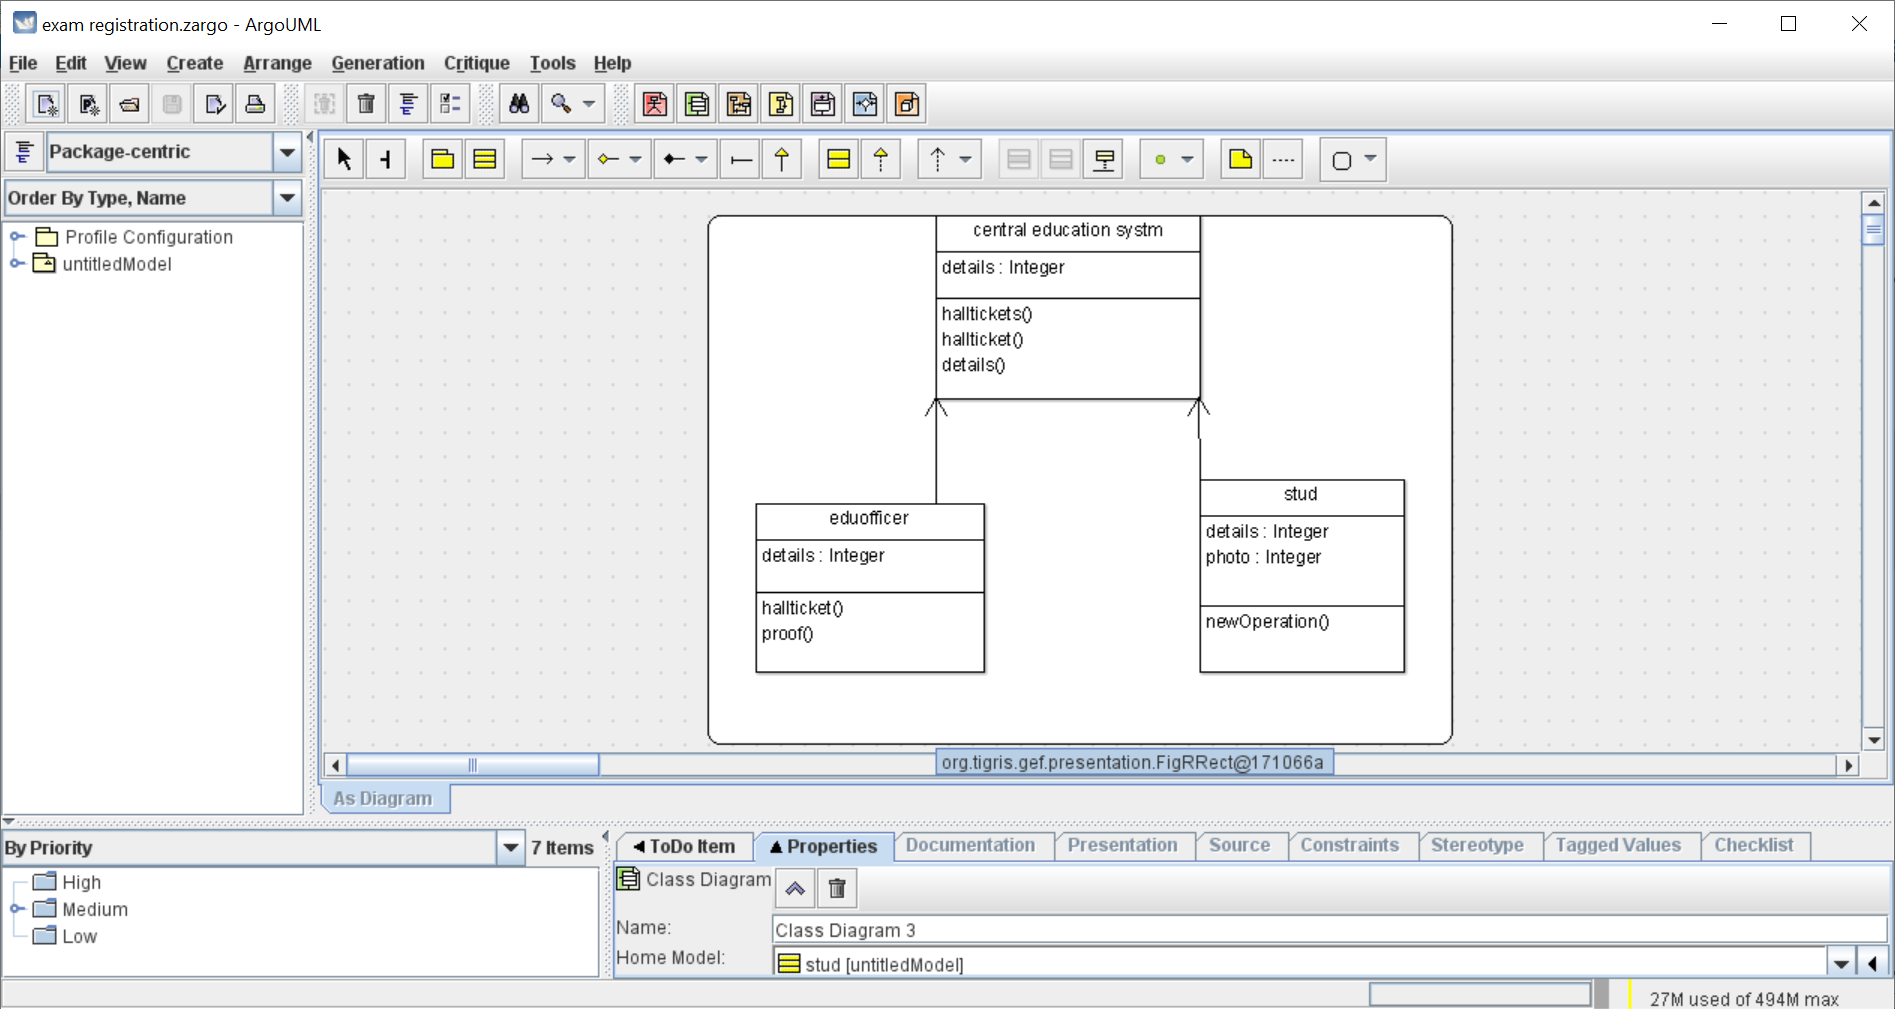 exam registration.zargo - ArgoUML
File Edit View Create Arrange Generation Critique Tools Help
Package-centric
Order By Type, Name
Profile Configuration
untitledModel
central education systm
details : Integer
halltickets()
hallticket()
details()
eduofficer
details : Integer
hallticket()
proof()
stud
details : Integer
photo : Integer
newOperation()
org.tigris.gef.presentation.FigRRect@171066a
As Diagram
By Priority
7 Items
High
Medium
Low
ToDo Item
Properties
Documentation
Presentation
Source
Constraints
Stereotype
Tagged Values
Checklist
Class Diagram
Name:
Class Diagram 3
Home Model:
stud [untitledModel]
27M used of 494M max